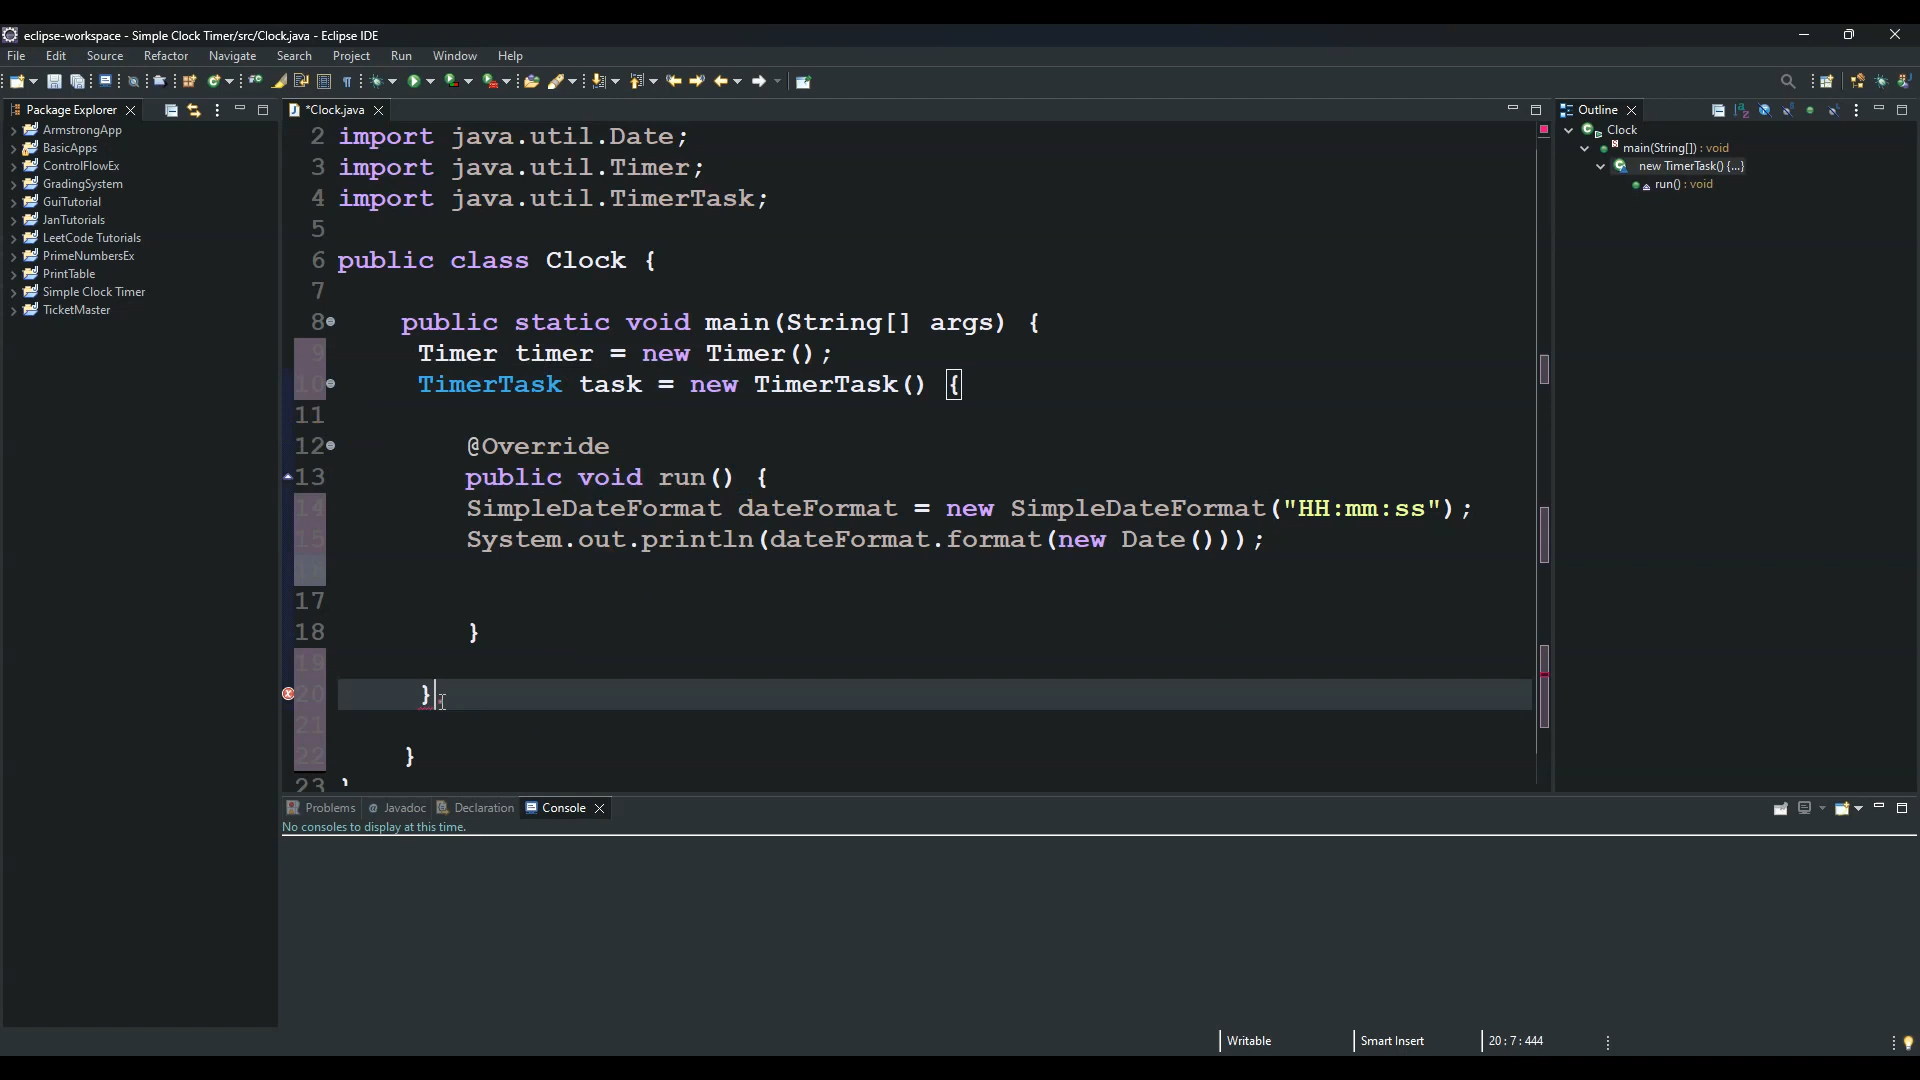 eclipse-workspace - Simple Clock Timer/src/Clock.java - Eclipse IDE
File Edit Source Refactor Navigate Search Project Run Window Help
Package Explorer
ArmstrongApp
BasicApps
ControlFlowEx
GradingSystem
GuiTutorial
JanTutorials
LeetCode Tutorials
PrimeNumbersEx
PrintTable
Simple Clock Timer
TicketMaster
*Clock.java
2 import java.util.Date;
3 import java.util.Timer;
4 import java.util.TimerTask;
5
6 public class Clock {
7
8 public static void main(String[] args) {
9 Timer timer = new Timer();
10 TimerTask task = new TimerTask() {
11
12 @Override
13 public void run() {
14 SimpleDateFormat dateFormat = new SimpleDateFormat("HH:mm:ss");
15 System.out.println(dateFormat.format(new Date()));
16
17
18 }
19
20 }
21
22 }
23 }
Outline
Clock
main(String[]) : void
new TimerTask() {...}
run() : void
Problems Javadoc Declaration Console
No consoles to display at this time.
Writable Smart Insert 20 : 7 : 444